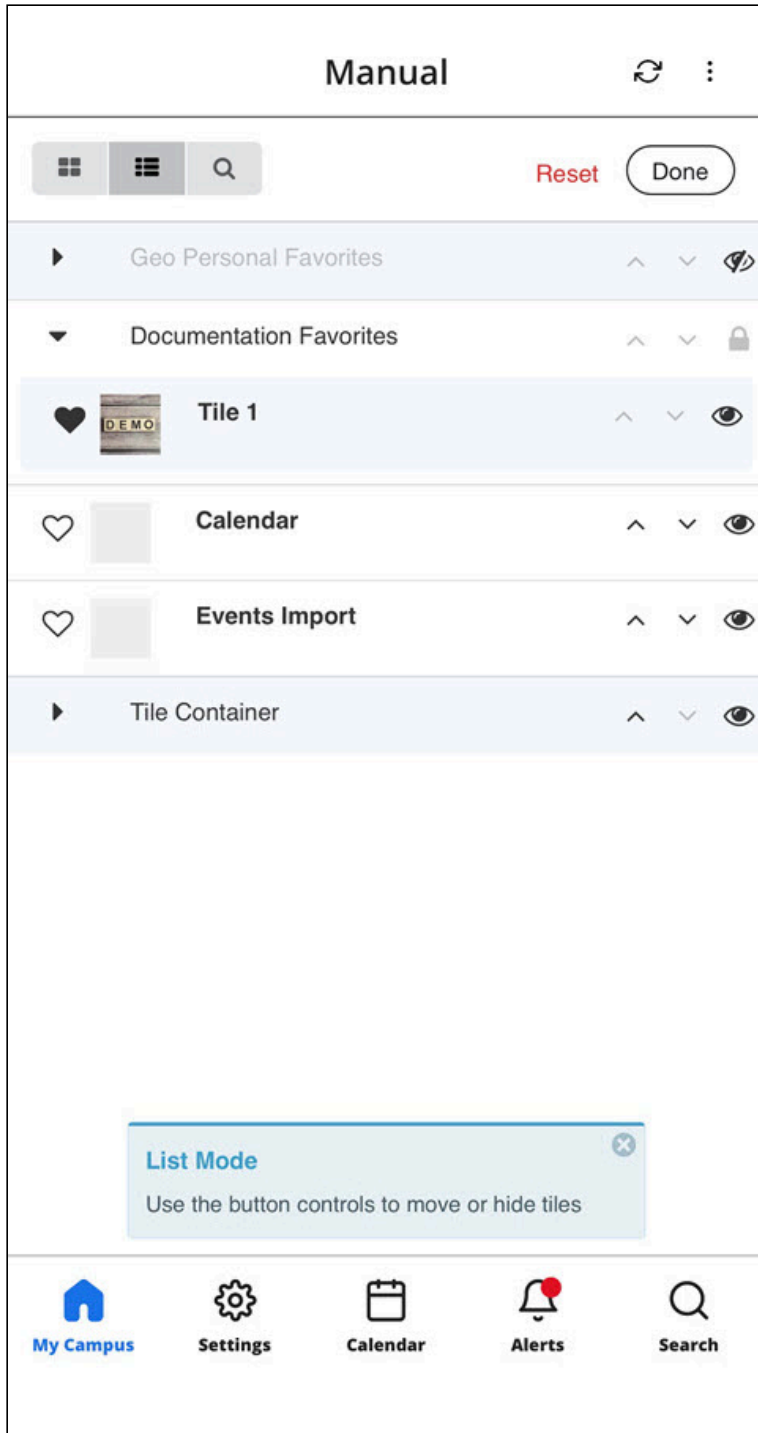 Manual
Reset
Done
Geo Personal Favorites
Documentation Favorites
DEMO
Tile 1
Calendar
Events Import
Tile Container
List Mode
Use the button controls to move or hide tiles
My Campus
Settings
Calendar
Alerts
Search